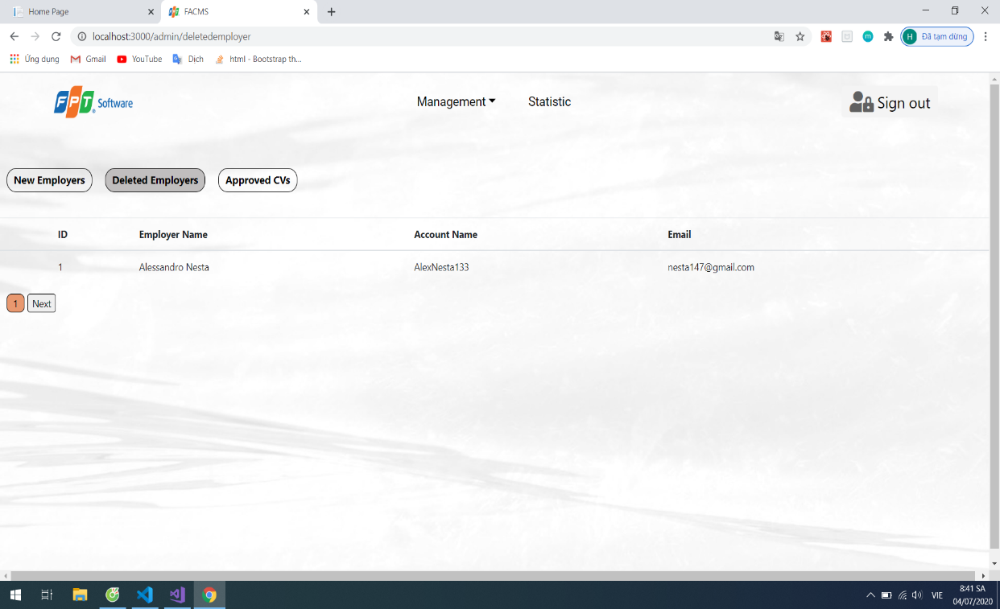 Home Page
FACMS
localhost:3000/admin/deletedemployer
H Đã tạm dừng
Ứng dụng Gmail YouTube Dịch html - Bootstrap th...
FPT Software
Management Statistic
Sign out
New Employers Deleted Employers Approved CVs
ID Employer Name Account Name Email
1 Alessandro Nesta AlexNesta133 nesta147@gmail.com
1 Next
VIE
8:41 SA
04/07/2020